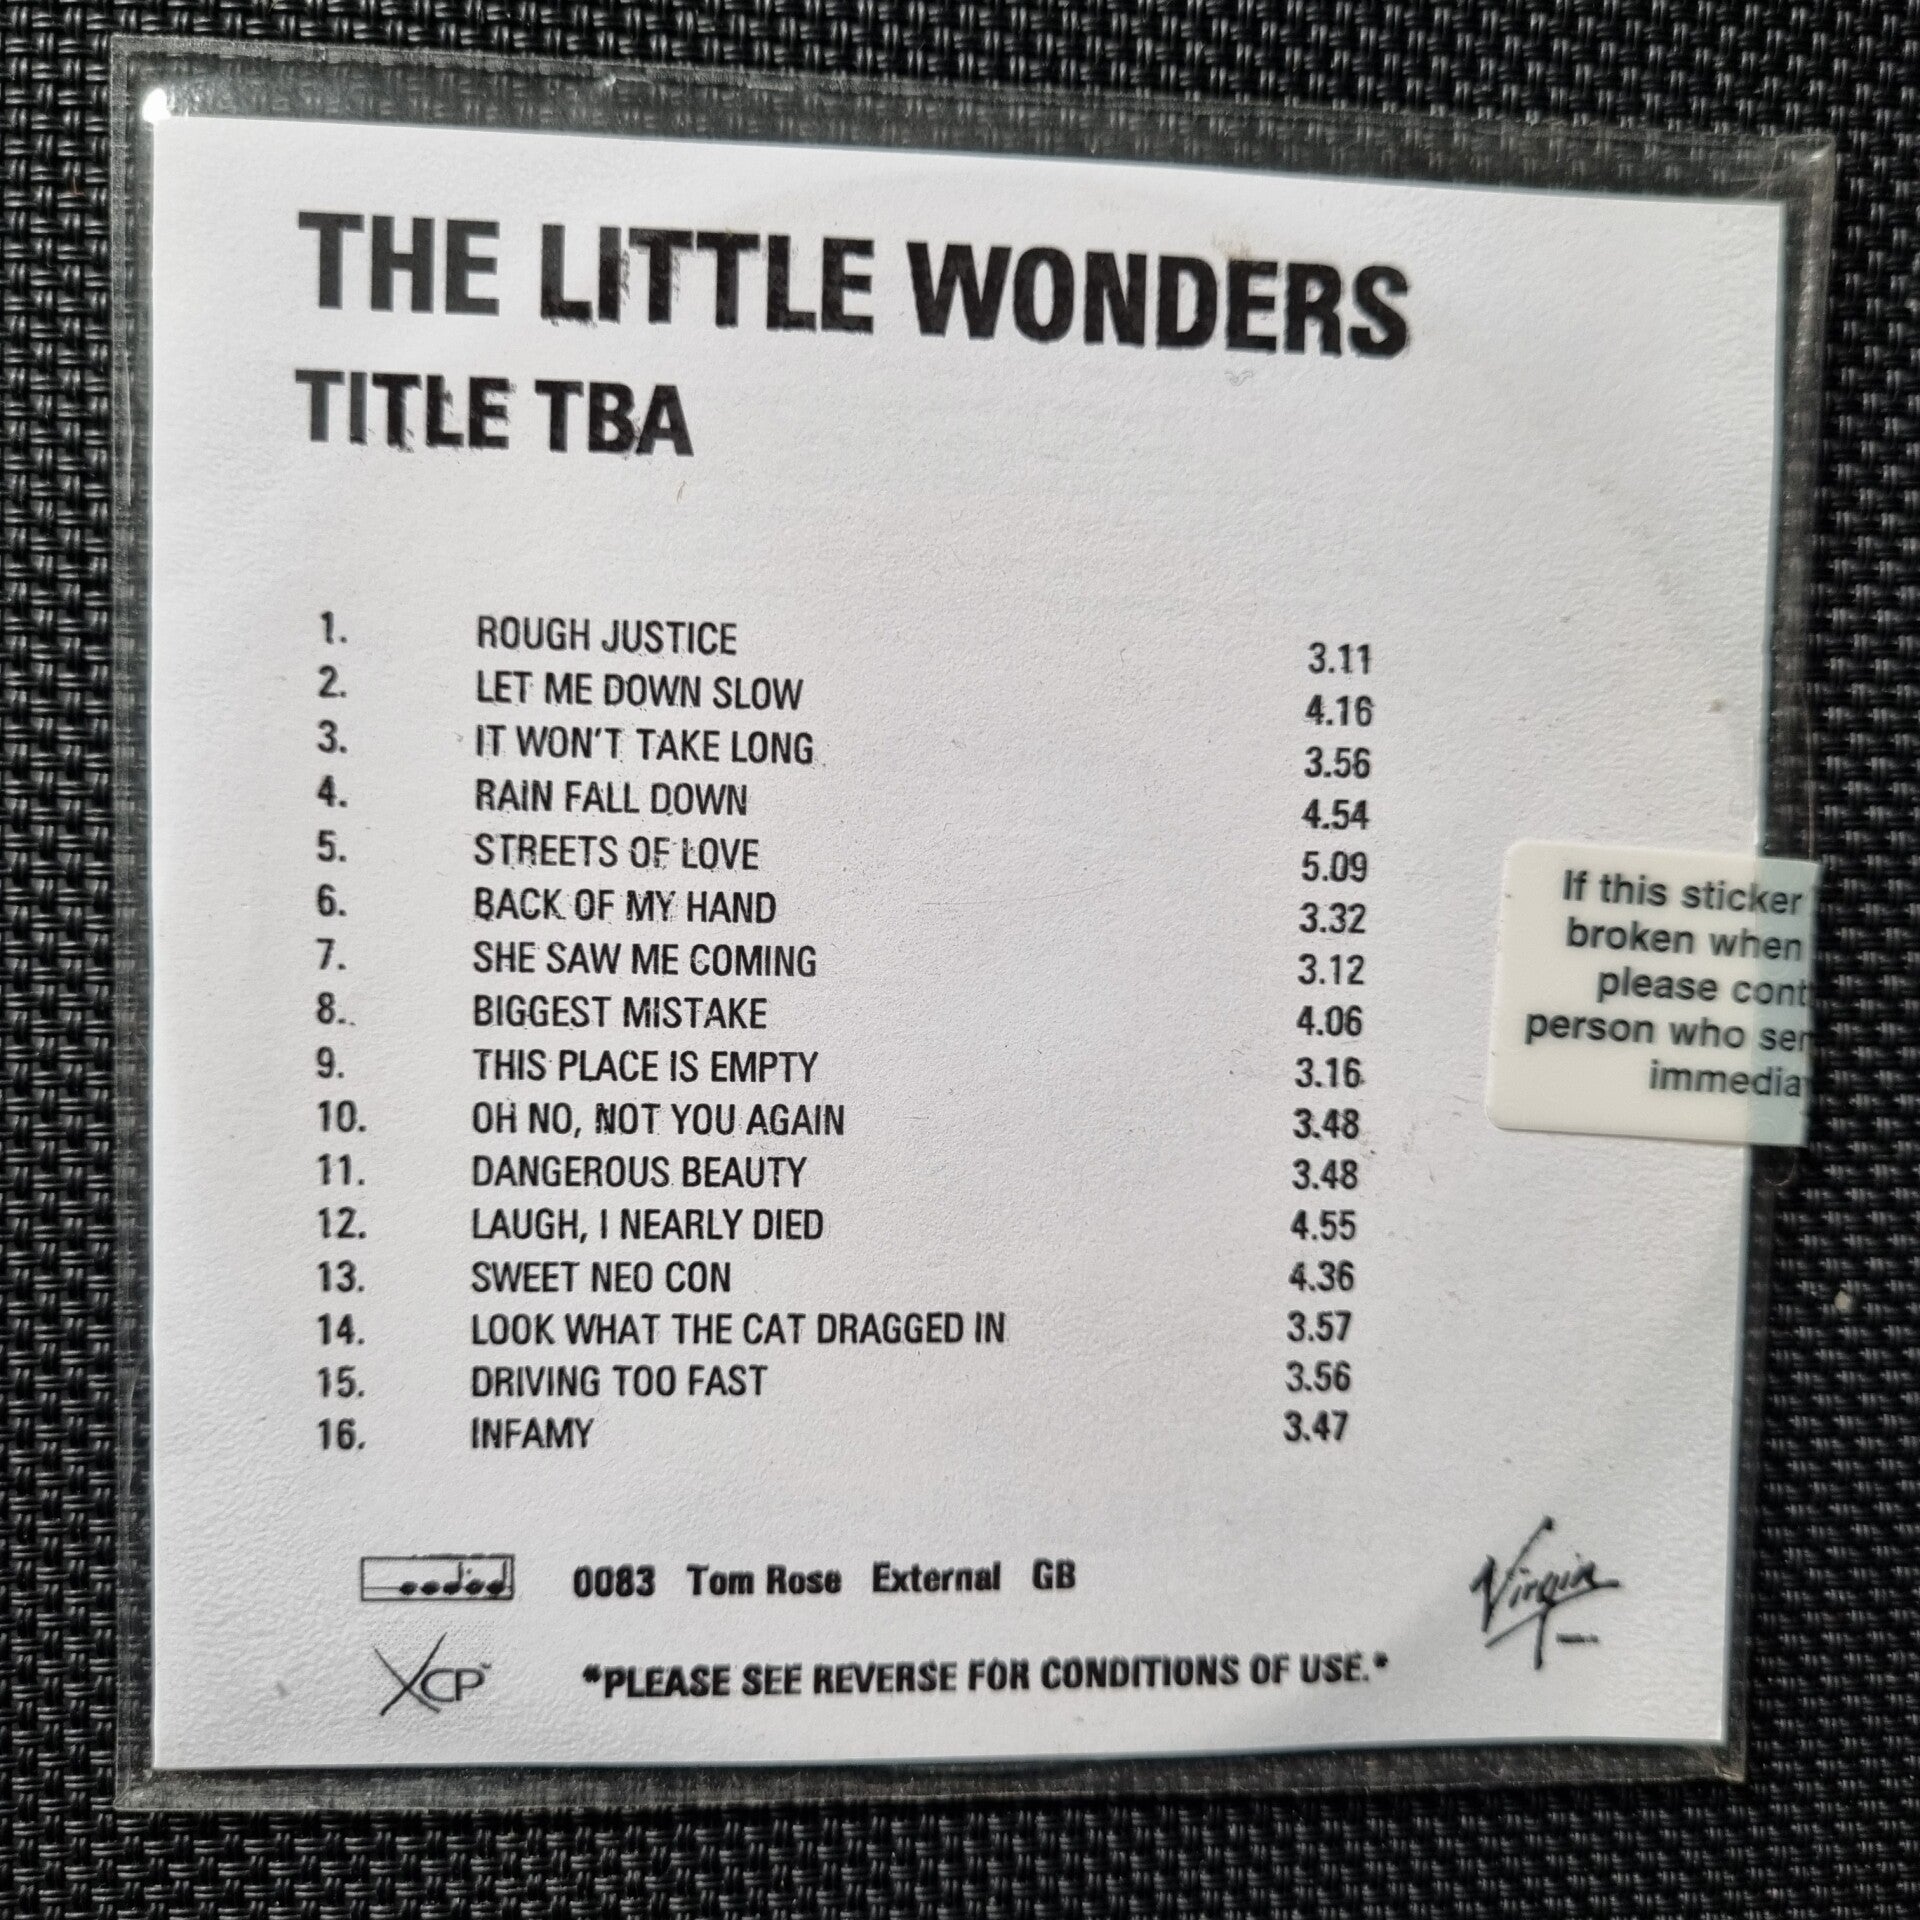 THE LITTLE WONDERS
TITLE TBA
1. ROUGH JUSTICE 3.11
2. LET ME DOWN SLOW 4.16
3. IT WON'T TAKE LONG 3.56
4. RAIN FALL DOWN 4.54
5. STREETS OF LOVE 5.09
6. BACK OF MY HAND 3.32
7. SHE SAW ME COMING 3.12
8. BIGGEST MISTAKE 4.06
9. THIS PLACE IS EMPTY 3.16
10. OH NO, NOT YOU AGAIN 3.48
11. DANGEROUS BEAUTY 3.48
12. LAUGH, I NEARLY DIED 4.55
13. SWEET NEO CON 4.36
14. LOOK WHAT THE CAT DRAGGED IN 3.57
15. DRIVING TOO FAST 3.56
16. INFAMY 3.47
If this sticker
broken when
please cont
person who sen
immedia
0083 Tom Rose External GB
Virgin
XCP™
*PLEASE SEE REVERSE FOR CONDITIONS OF USE.*